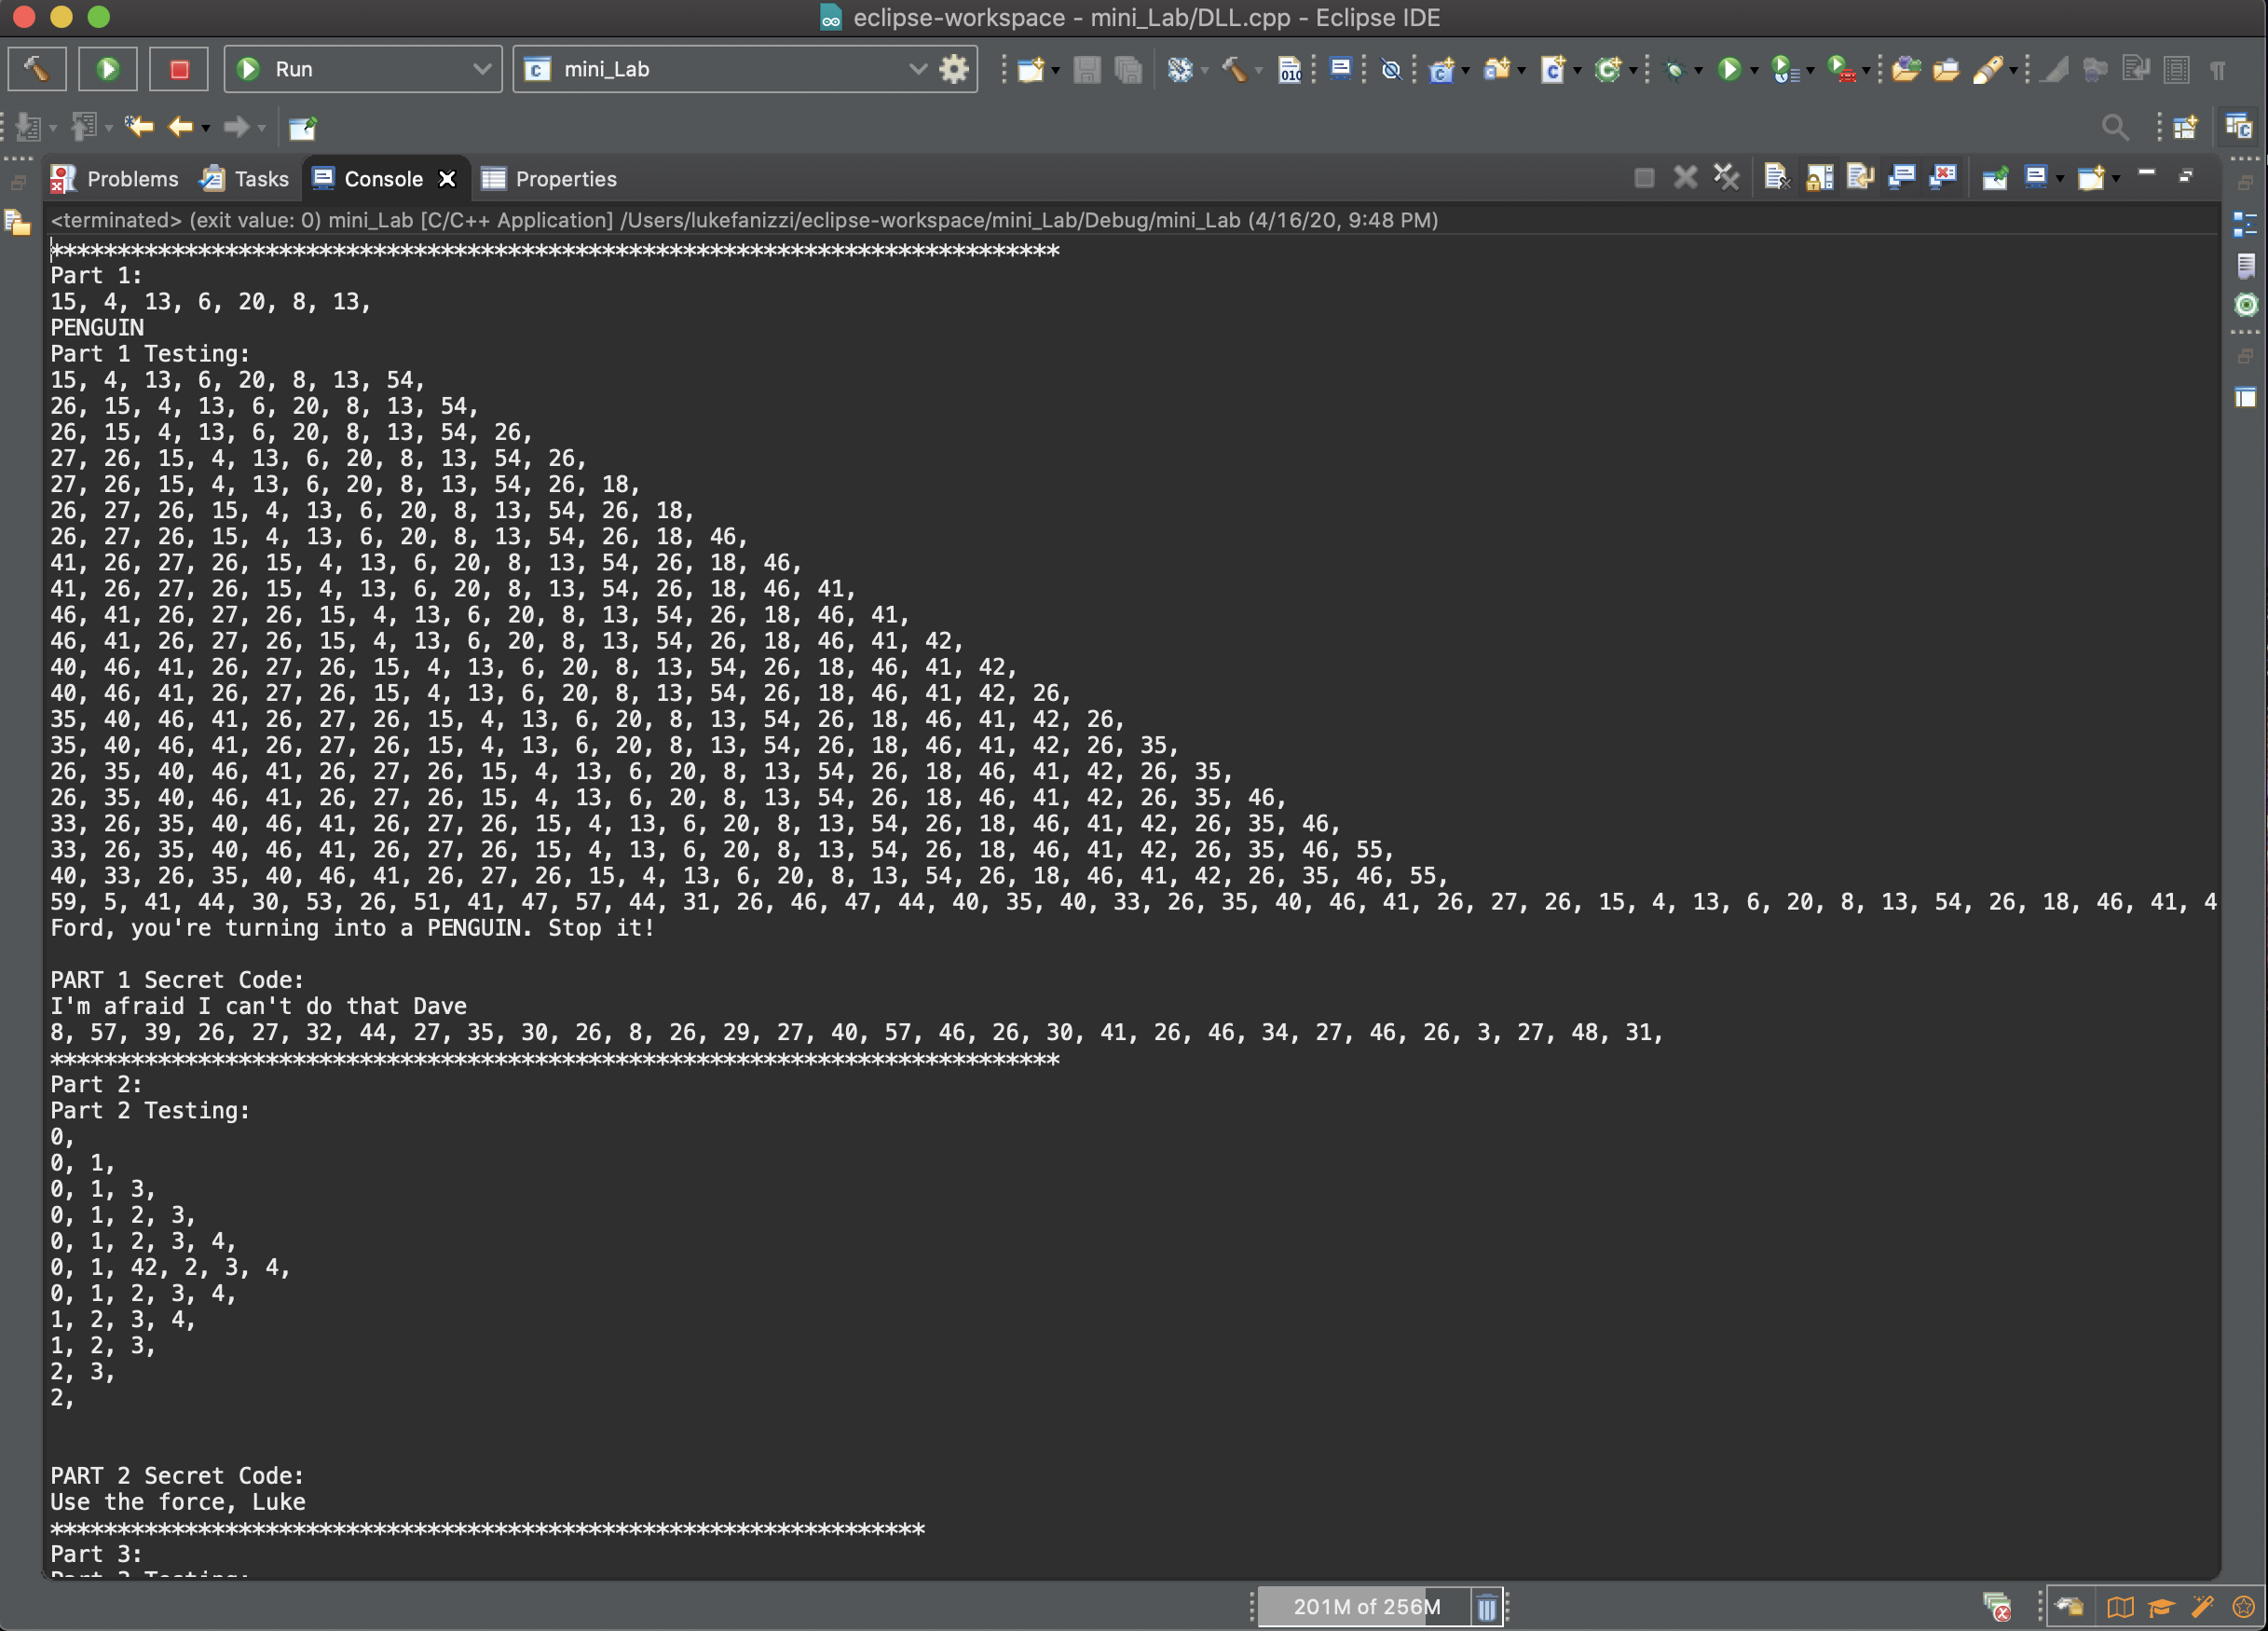 eclipse-workspace - mini_Lab/DLL.cpp - Eclipse IDE
Run
mini_Lab
Problems Tasks Console Properties
<terminated> (exit value: 0) mini_Lab [C/C++ Application] /Users/lukefanizzi/eclipse-workspace/mini_Lab/Debug/mini_Lab (4/16/20, 9:48 PM)
***************************************************************************
Part 1:
15, 4, 13, 6, 20, 8, 13,
PENGUIN
Part 1 Testing:
15, 4, 13, 6, 20, 8, 13, 54,
26, 15, 4, 13, 6, 20, 8, 13, 54,
26, 15, 4, 13, 6, 20, 8, 13, 54, 26,
27, 26, 15, 4, 13, 6, 20, 8, 13, 54, 26,
27, 26, 15, 4, 13, 6, 20, 8, 13, 54, 26, 18,
26, 27, 26, 15, 4, 13, 6, 20, 8, 13, 54, 26, 18,
26, 27, 26, 15, 4, 13, 6, 20, 8, 13, 54, 26, 18, 46,
41, 26, 27, 26, 15, 4, 13, 6, 20, 8, 13, 54, 26, 18, 46,
41, 26, 27, 26, 15, 4, 13, 6, 20, 8, 13, 54, 26, 18, 46, 41,
46, 41, 26, 27, 26, 15, 4, 13, 6, 20, 8, 13, 54, 26, 18, 46, 41,
46, 41, 26, 27, 26, 15, 4, 13, 6, 20, 8, 13, 54, 26, 18, 46, 41, 42,
40, 46, 41, 26, 27, 26, 15, 4, 13, 6, 20, 8, 13, 54, 26, 18, 46, 41, 42,
40, 46, 41, 26, 27, 26, 15, 4, 13, 6, 20, 8, 13, 54, 26, 18, 46, 41, 42, 26,
35, 40, 46, 41, 26, 27, 26, 15, 4, 13, 6, 20, 8, 13, 54, 26, 18, 46, 41, 42, 26,
35, 40, 46, 41, 26, 27, 26, 15, 4, 13, 6, 20, 8, 13, 54, 26, 18, 46, 41, 42, 26, 35,
26, 35, 40, 46, 41, 26, 27, 26, 15, 4, 13, 6, 20, 8, 13, 54, 26, 18, 46, 41, 42, 26, 35,
26, 35, 40, 46, 41, 26, 27, 26, 15, 4, 13, 6, 20, 8, 13, 54, 26, 18, 46, 41, 42, 26, 35, 46,
33, 26, 35, 40, 46, 41, 26, 27, 26, 15, 4, 13, 6, 20, 8, 13, 54, 26, 18, 46, 41, 42, 26, 35, 46,
33, 26, 35, 40, 46, 41, 26, 27, 26, 15, 4, 13, 6, 20, 8, 13, 54, 26, 18, 46, 41, 42, 26, 35, 46, 55,
40, 33, 26, 35, 40, 46, 41, 26, 27, 26, 15, 4, 13, 6, 20, 8, 13, 54, 26, 18, 46, 41, 42, 26, 35, 46, 55,
59, 5, 41, 44, 30, 53, 26, 51, 41, 47, 57, 44, 31, 26, 46, 47, 44, 40, 35, 40, 33, 26, 35, 40, 46, 41, 26, 27, 26, 15, 4, 13, 6, 20, 8, 13, 54, 26, 18, 46, 41, 4
Ford, you're turning into a PENGUIN. Stop it!
PART 1 Secret Code:
I'm afraid I can't do that Dave
8, 57, 39, 26, 27, 32, 44, 27, 35, 30, 26, 8, 26, 29, 27, 40, 57, 46, 26, 30, 41, 26, 46, 34, 27, 46, 26, 3, 27, 48, 31,
***************************************************************************
Part 2:
Part 2 Testing:
0,
0, 1,
0, 1, 3,
0, 1, 2, 3,
0, 1, 2, 3, 4,
0, 1, 42, 2, 3, 4,
0, 1, 2, 3, 4,
1, 2, 3, 4,
1, 2, 3,
2, 3,
2,
PART 2 Secret Code:
Use the force, Luke
*****************************************************************
Part 3:
Part 3 Testing:
201M of 256M